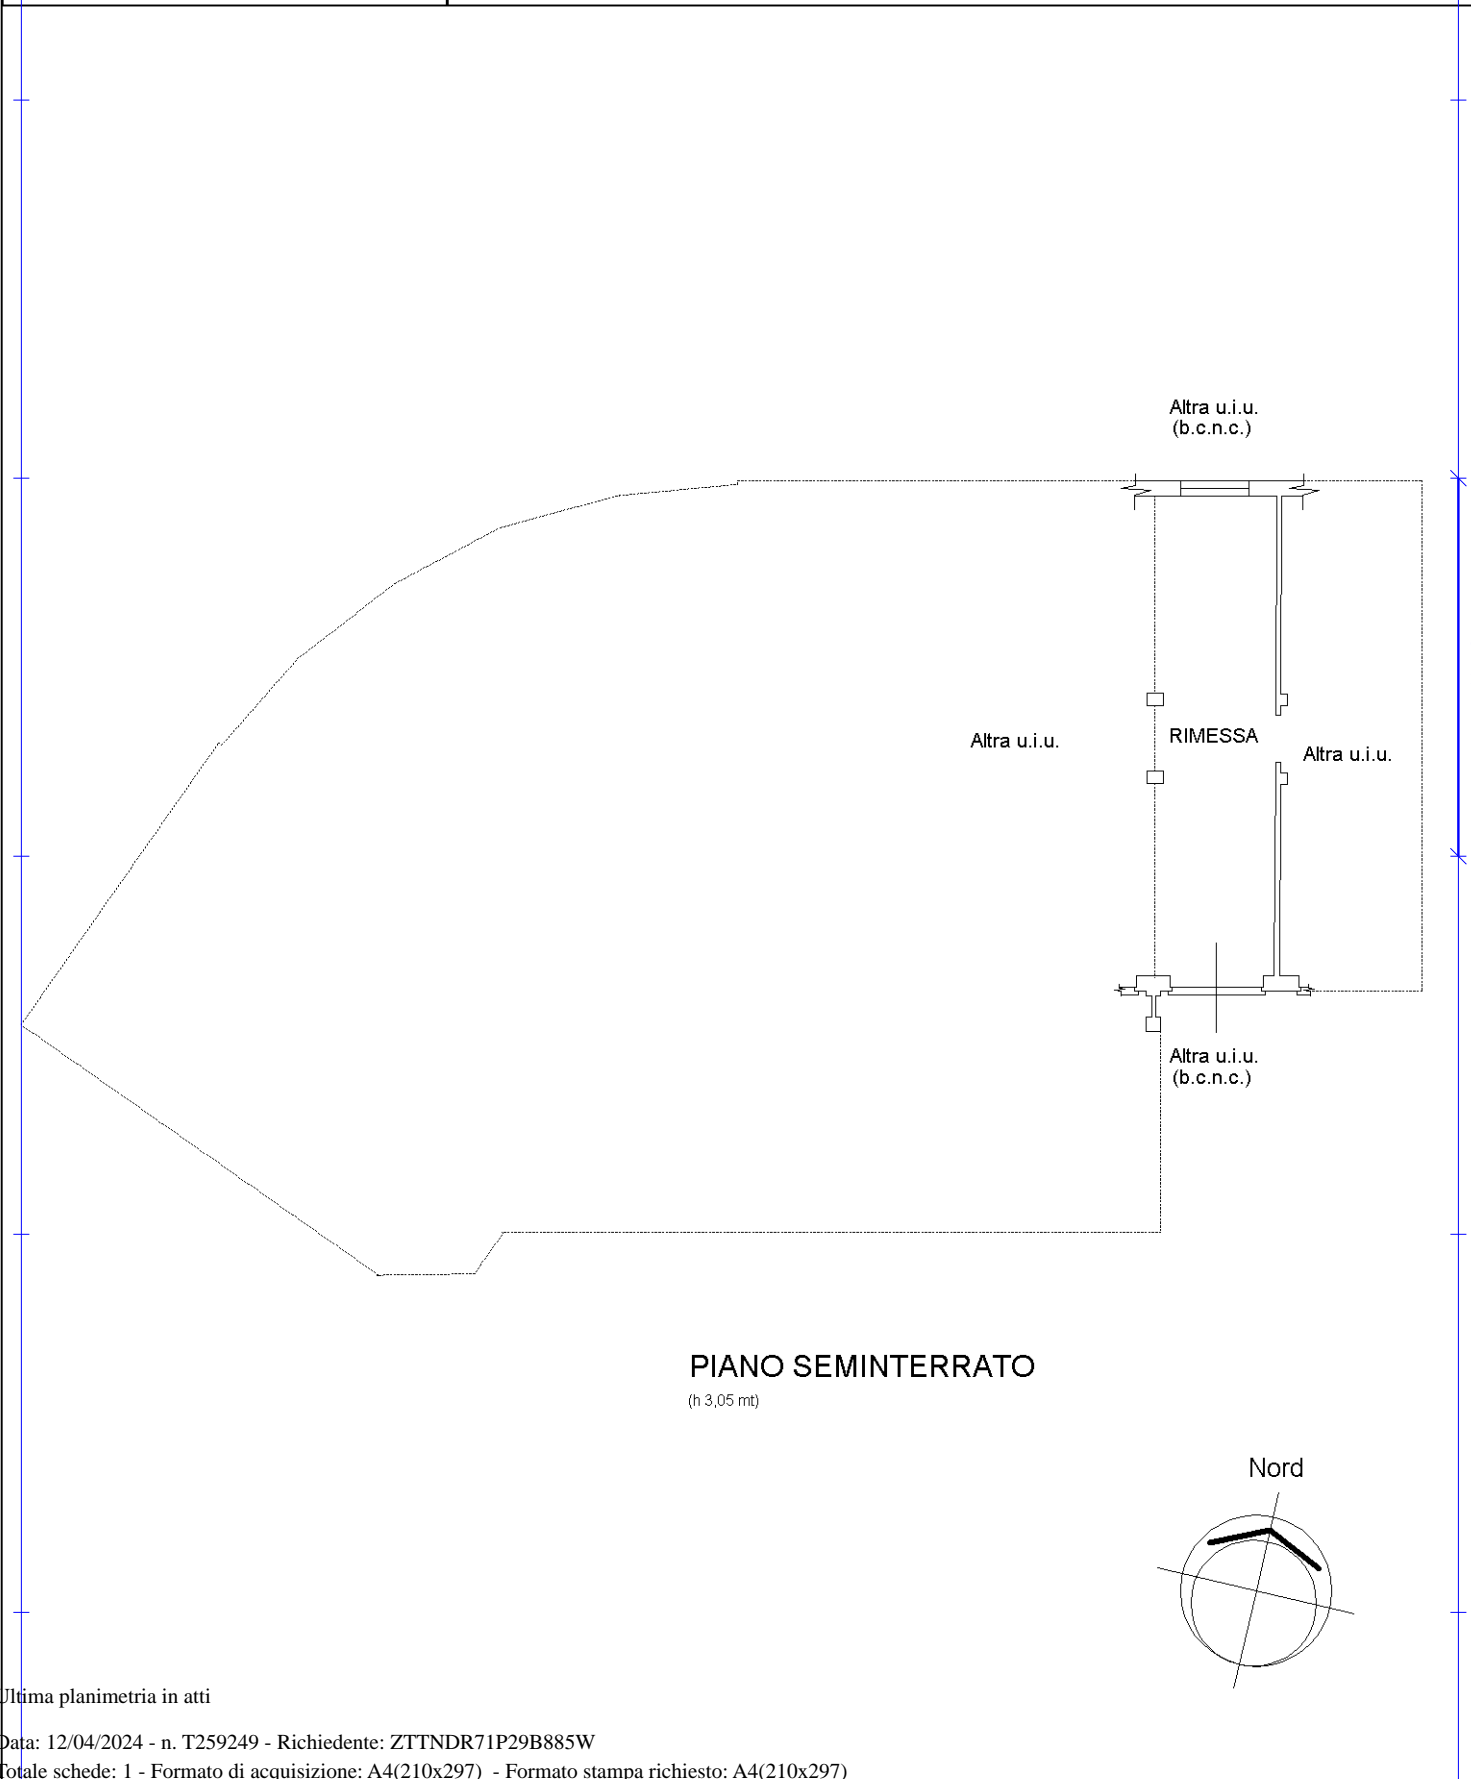 Altra u.i.u.
(b.c.n.c.)
Altra u.i.u.
RIMESSA
Altra u.i.u.
Altra u.i.u.
(b.c.n.c.)
PIANO SEMINTERRATO
(h 3,05 mt)
Nord
Ultima planimetria in atti
Data: 12/04/2024 - n. T259249 - Richiedente: ZTTNDR71P29B885W
Totale schede: 1 - Formato di acquisizione: A4(210x297) - Formato stampa richiesto: A4(210x297)